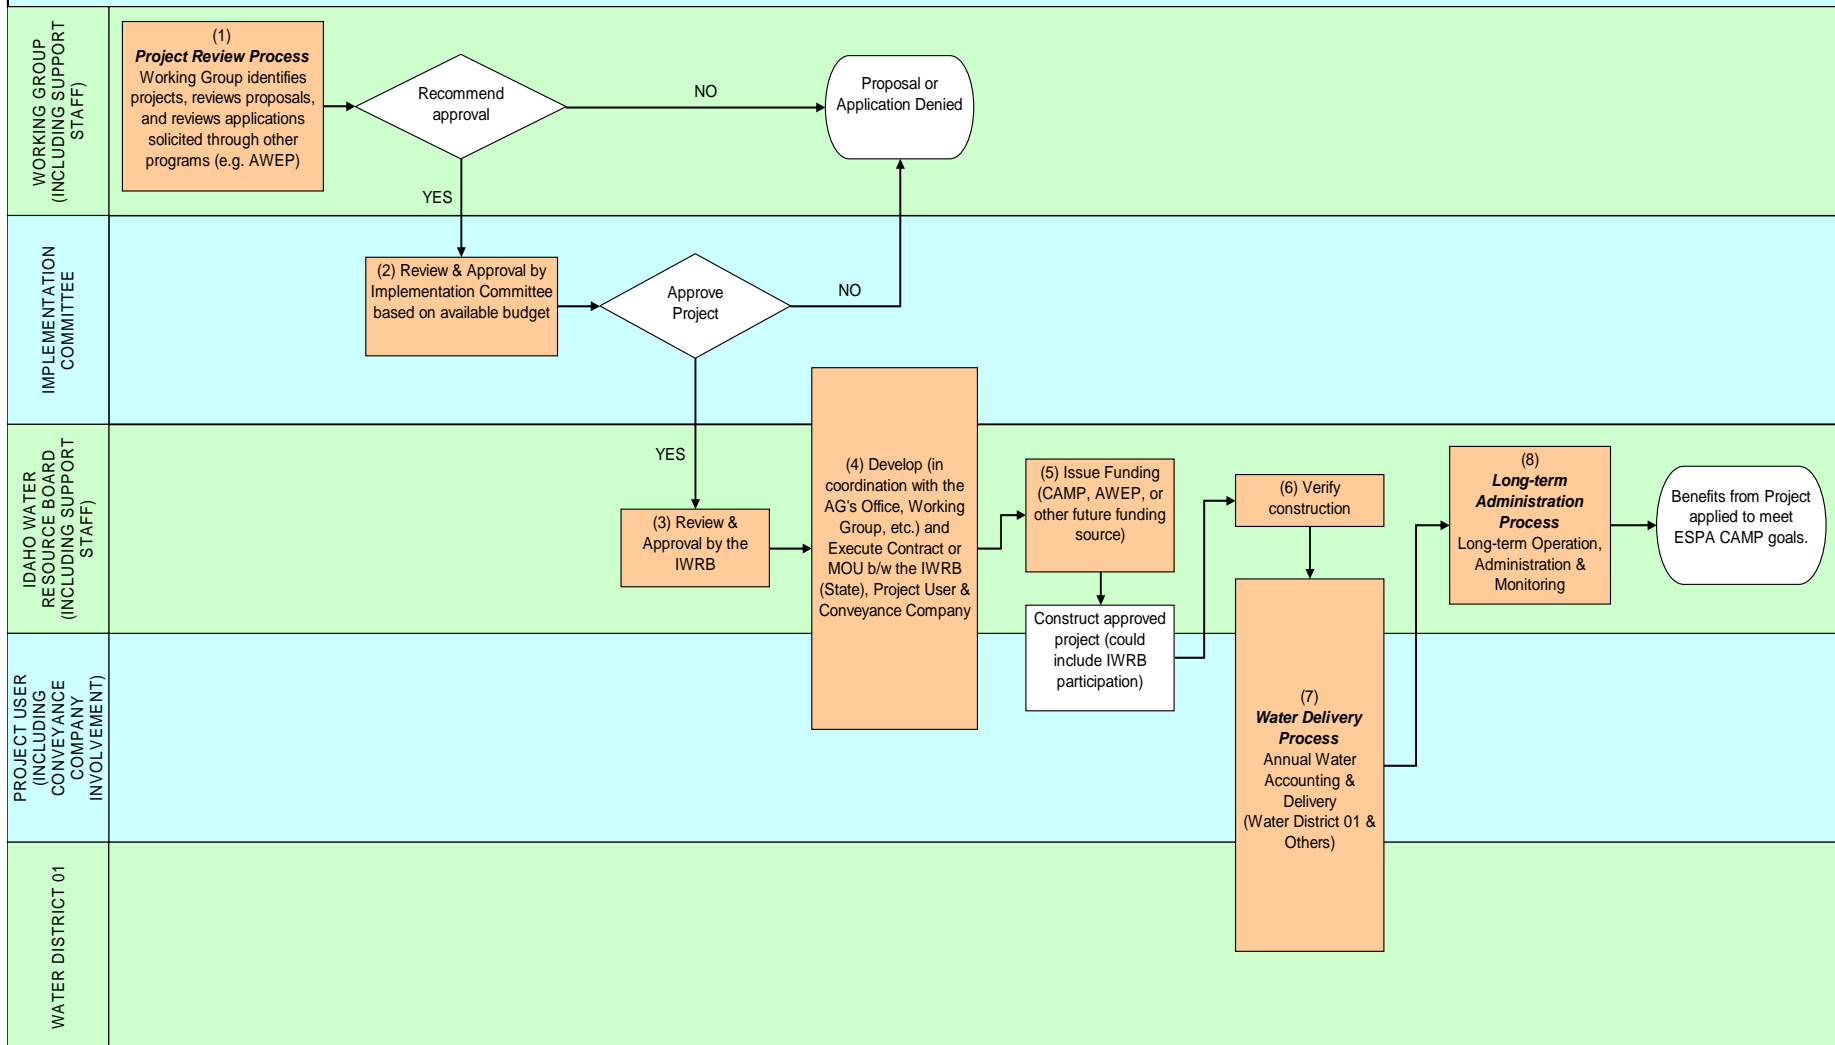 WORKING GROUP
(INCLUDING SUPPORT
STAFF)
(1)
Project Review Process
Working Group identifies
projects, reviews proposals,
and reviews applications
solicited through other
programs (e.g. AWEP)
Recommend
approval
NO
Proposal or
Application Denied
YES
IMPLEMENTATION
COMMITTEE
(2) Review & Approval by
Implementation Committee
based on available budget
Approve
Project
NO
YES
IDAHO WATER
RESOURCE BOARD
(INCLUDING SUPPORT
STAFF)
(3) Review &
Approval by the
IWRB
(4) Develop (in
coordination with the
AG's Office, Working
Group, etc.) and
Execute Contract or
MOU b/w the IWRB
(State), Project User &
Conveyance Company
(5) Issue Funding
(CAMP, AWEP, or
other future funding
source)
Construct approved
project (could
include IWRB
participation)
(6) Verify
construction
(8)
Long-term
Administration
Process
Long-term Operation,
Administration &
Monitoring
Benefits from Project
applied to meet
ESPA CAMP goals.
PROJECT USER
(INCLUDING
CONVEYANCE
COMPANY
INVOLVEMENT)
(7)
Water Delivery
Process
Annual Water
Accounting &
Delivery
(Water District 01 &
Others)
WATER DISTRICT 01